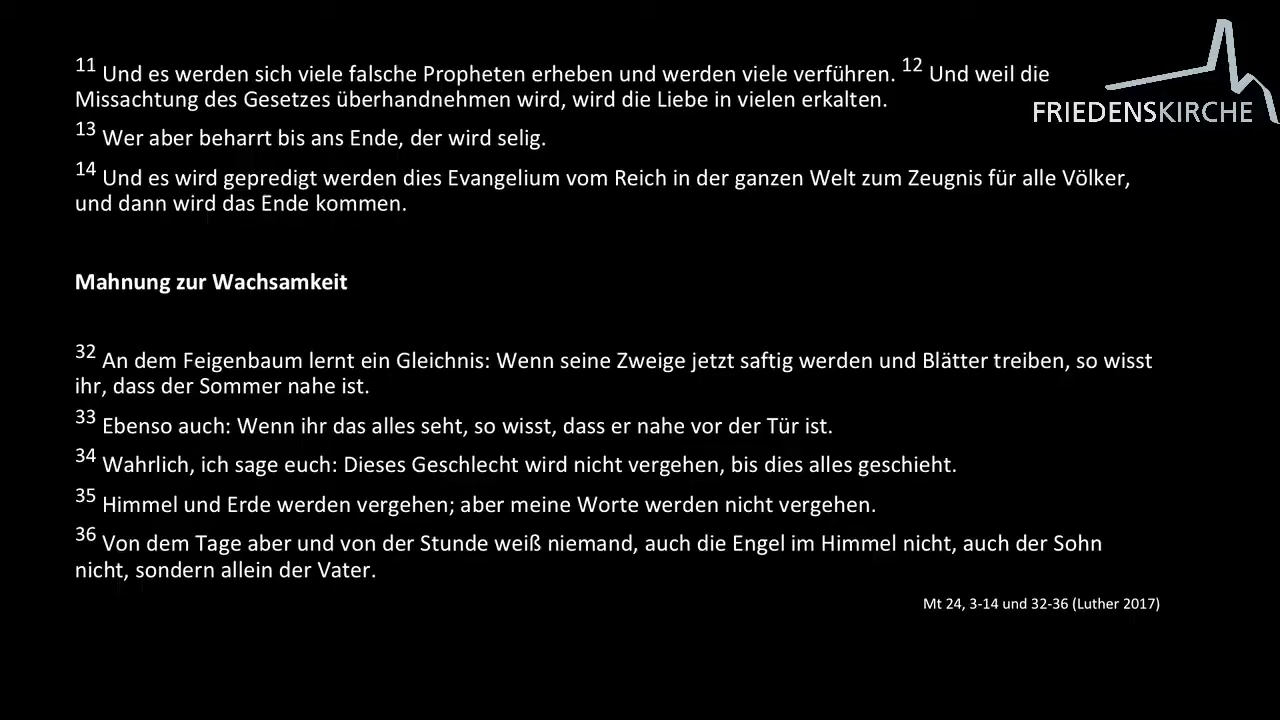 11 Und es werden sich viele falsche Propheten erheben und werden viele verführen. 12 Und weil die
Missachtung des Gesetzes überhandnehmen wird, wird die Liebe in vielen erkalten.
FRIEDENSKIRCHE
13 Wer aber beharrt bis ans Ende, der wird selig.
14 Und es wird gepredigt werden dies Evangelium vom Reich in der ganzen Welt zum Zeugnis für alle Völker,
und dann wird das Ende kommen.
Mahnung zur Wachsamkeit
32 An dem Feigenbaum lernt ein Gleichnis: Wenn seine Zweige jetzt saftig werden und Blätter treiben, so wisst
ihr, dass der Sommer nahe ist.
33 Ebenso auch: Wenn ihr das alles seht, so wisst, dass er nahe vor der Tür ist.
34 Wahrlich, ich sage euch: Dieses Geschlecht wird nicht vergehen, bis dies alles geschieht.
35 Himmel und Erde werden vergehen; aber meine Worte werden nicht vergehen.
36 Von dem Tage aber und von der Stunde weiß niemand, auch die Engel im Himmel nicht, auch der Sohn
nicht, sondern allein der Vater.
Mt 24, 3-14 und 32-36 (Luther 2017)